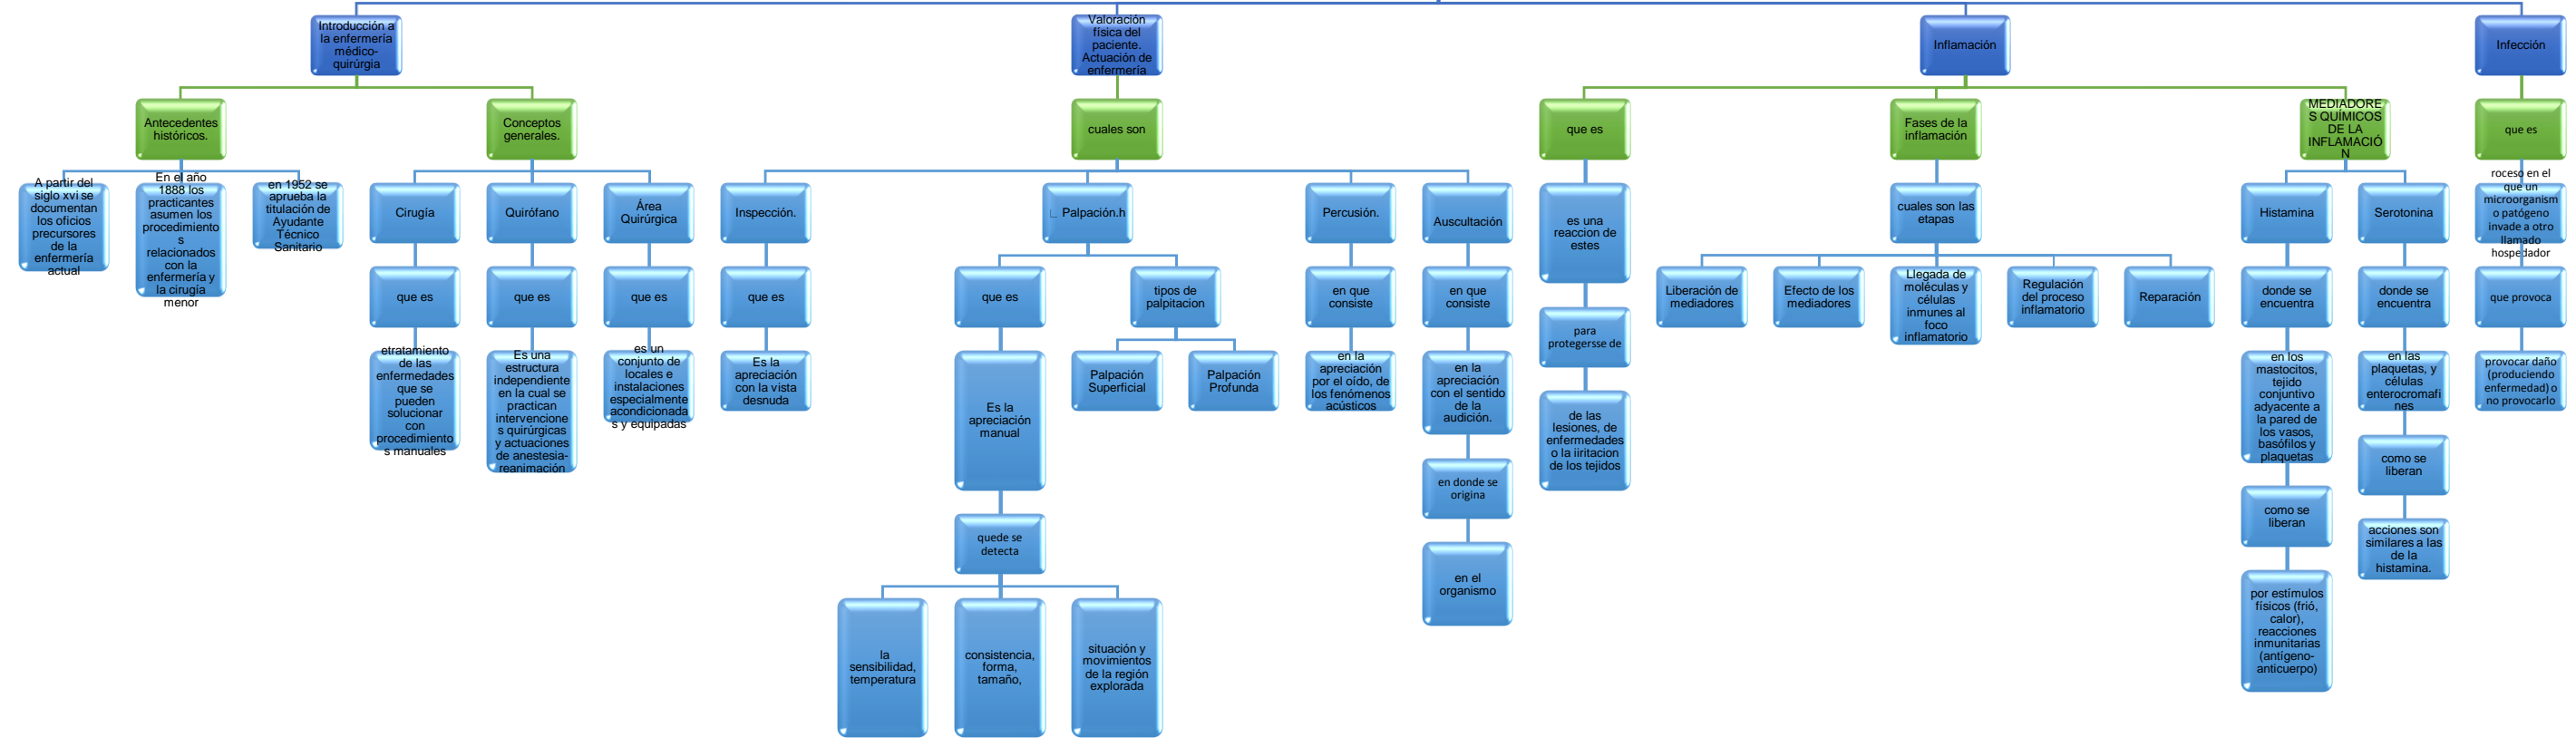 Introducción a
la enfermería
médico-
quirúrgia
Valoración
física del
paciente.
Actuación de
enfermería
Inflamación
Infección
Antecedentes
históricos.
Conceptos
generales.
cuales son
que es
Fases de la
inflamación
MEDIADORE
S QUÍMICOS
DE LA
INFLAMACIÓ
N
que es
A partir del
siglo xvi se
documentan
los oficios
precursores
de la
enfermería
actual
En el año
1888 los
practicantes
asumen los
procedimiento
s
relacionados
con la
enfermería y
la cirugía
menor
en 1952 se
aprueba la
titulación de
Ayudante
Técnico
Sanitario
Cirugía
Quirófano
Área
Quirúrgica
Inspección.
Palpación.h
Percusión.
Auscultación
es una
reaccion de
estes
cuales son las
etapas
Histamina
Serotonina
roceso en el
que un
microorganism
o patógeno
invade a otro
llamado
hospedador
que es
que es
que es
que es
que es
tipos de
palpitacion
en que
consiste
en que
consiste
para
protegersse de
Liberación de
mediadores
Efecto de los
mediadores
Llegada de
moléculas y
células
inmunes al
foco
inflamatorio
Regulación
del proceso
inflamatorio
Reparación
donde se
encuentra
donde se
encuentra
que provoca
etratamiento
de las
enfermedades
que se
pueden
solucionar
con
procedimiento
s manuales
Es una
estructura
independiente
en la cual se
practican
intervencione
s quirúrgicas
y actuaciones
de anestesia-
reanimación
es un
conjunto de
locales e
instalaciones
especialmente
acondicionada
s y equipadas
Es la
apreciación
con la vista
desnuda
Es la
apreciación
manual
Palpación
Superficial
Palpación
Profunda
en la
apreciación
por el oído, de
los fenómenos
acústicos
en la
apreciación
con el sentido
de la
audición.
de las
lesiones, de
enfermedades
o la iiritacion
de los tejidos
en los
mastocitos,
tejido
conjuntivo
adyacente a
la pared de
los vasos,
basófilos y
plaquetas
en las
plaquetas, y
células
enterocromafi
nes
provocar daño
(produciendo
enfermedad) o
no provocarlo
quede se
detecta
en donde se
origina
como se
liberan
como se
liberan
la
sensibilidad,
temperatura
consistencia,
forma,
tamaño,
situación y
movimientos
de la región
explorada
en el
organismo
por estímulos
físicos (frió,
calor),
reacciones
inmunitarias
(antígeno-
anticuerpo)
acciones son
similares a las
de la
histamina.